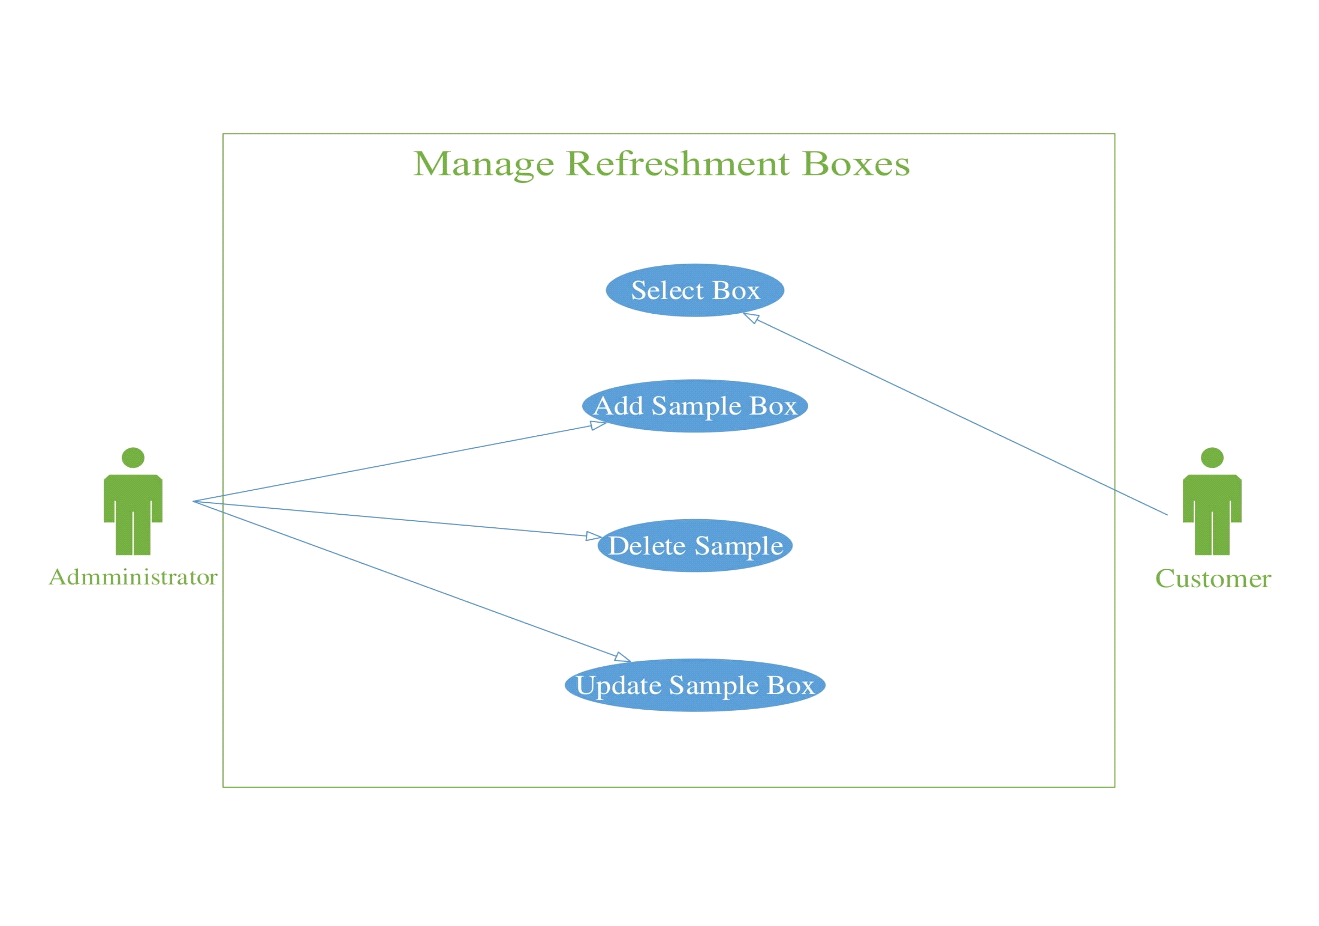 Manage Refreshment Boxes
Select Box
Add Sample Box
Delete Sample
Update Sample Box
Admministrator
Customer